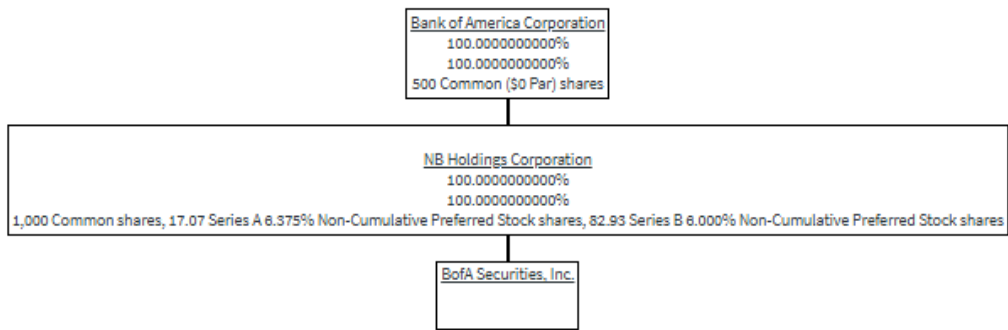 Bank of America Corporation
100.0000000000%
100.0000000000%
500 Common ($0 Par) shares
NB Holdings Corporation
100.0000000000%
100.0000000000%
1,000 Common shares, 17.07 Series A 6.375% Non-Cumulative Preferred Stock shares, 82.93 Series B 6.000% Non-Cumulative Preferred Stock shares
BofA Securities, Inc.